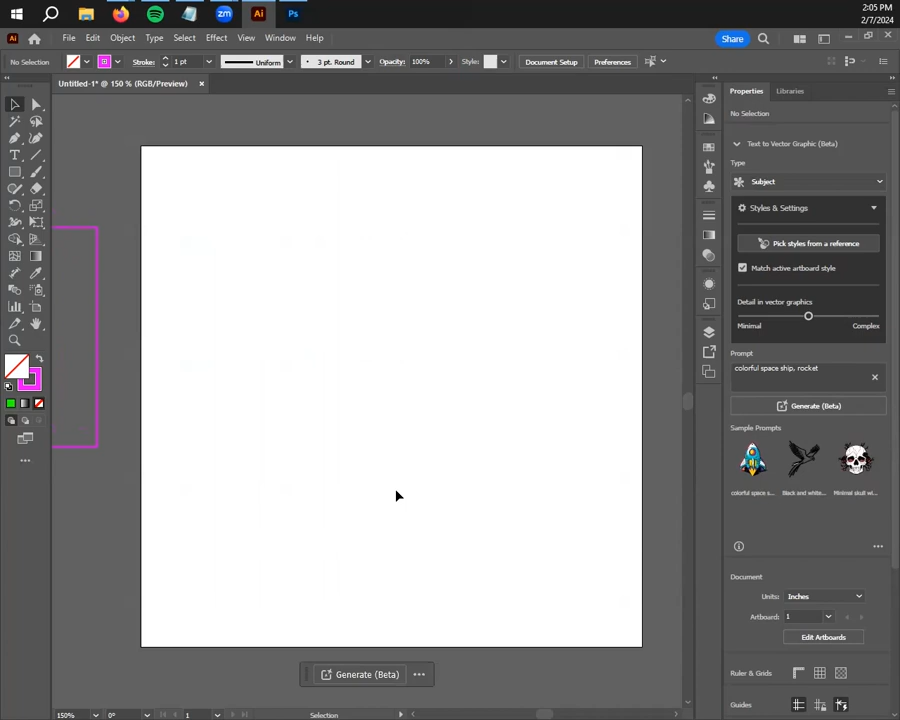 2:05 PM
2/7/2024
zm
Ai
Ps
Ai
File Edit Object Type Select Effect View Window Help
Share
No Selection
Stroke: 1 pt
Uniform
3 pt. Round
Opacity: 100%
Style:
Document Setup
Preferences
Untitled-1* @ 150 % (RGB/Preview)
Properties Libraries
No Selection
Text to Vector Graphic (Beta)
Type
Subject
Styles & Settings
Pick styles from a reference
Match active artboard style
Detail in vector graphics
Minimal Complex
Prompt
colorful space ship, rocket
Generate (Beta)
Sample Prompts
colorful space s... Black and white... Minimal skull wi...
Document
Units: Inches
Artboard: 1
Edit Artboards
Ruler & Grids
Guides
Generate (Beta)
150% 0° 1 Selection